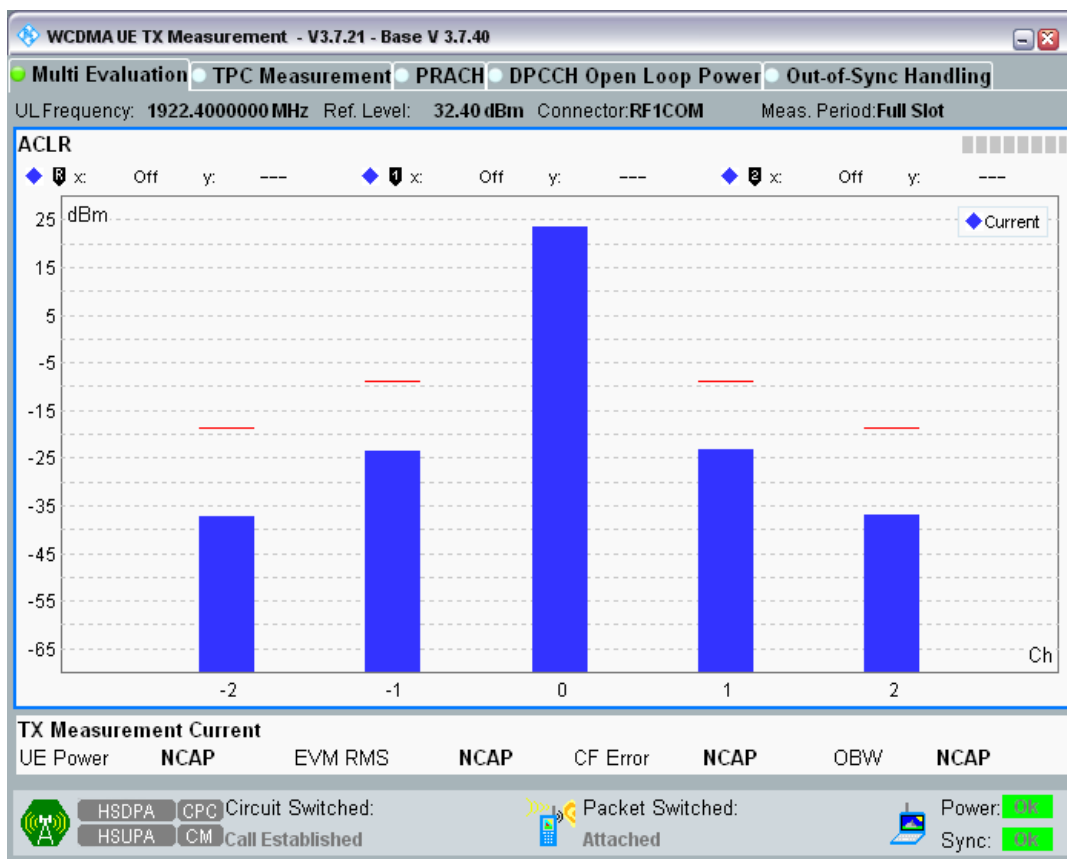 WCDMA UE TX Measurement - V3.7.21 - Base V 3.7.40
Multi Evaluation TPC Measurement PRACH DPCCH Open Loop Power Out-of-Sync Handling
UL Frequency: 1922.4000000 MHz Ref. Level: 32.40 dBm Connector:RF1COM Meas. Period:Full Slot
ACLR
R x: Off y: --- 1 x: Off y: --- 2 x: Off y: ---
dBm
Current
25
15
5
-5
-15
-25
-35
-45
-55
-65
Ch
-2 -1 0 1 2
TX Measurement Current
UE Power NCAP EVM RMS NCAP CF Error NCAP OBW NCAP
HSDPA CPC Circuit Switched: Packet Switched: Power: Ok
HSUPA CM Call Established Attached Sync: Ok